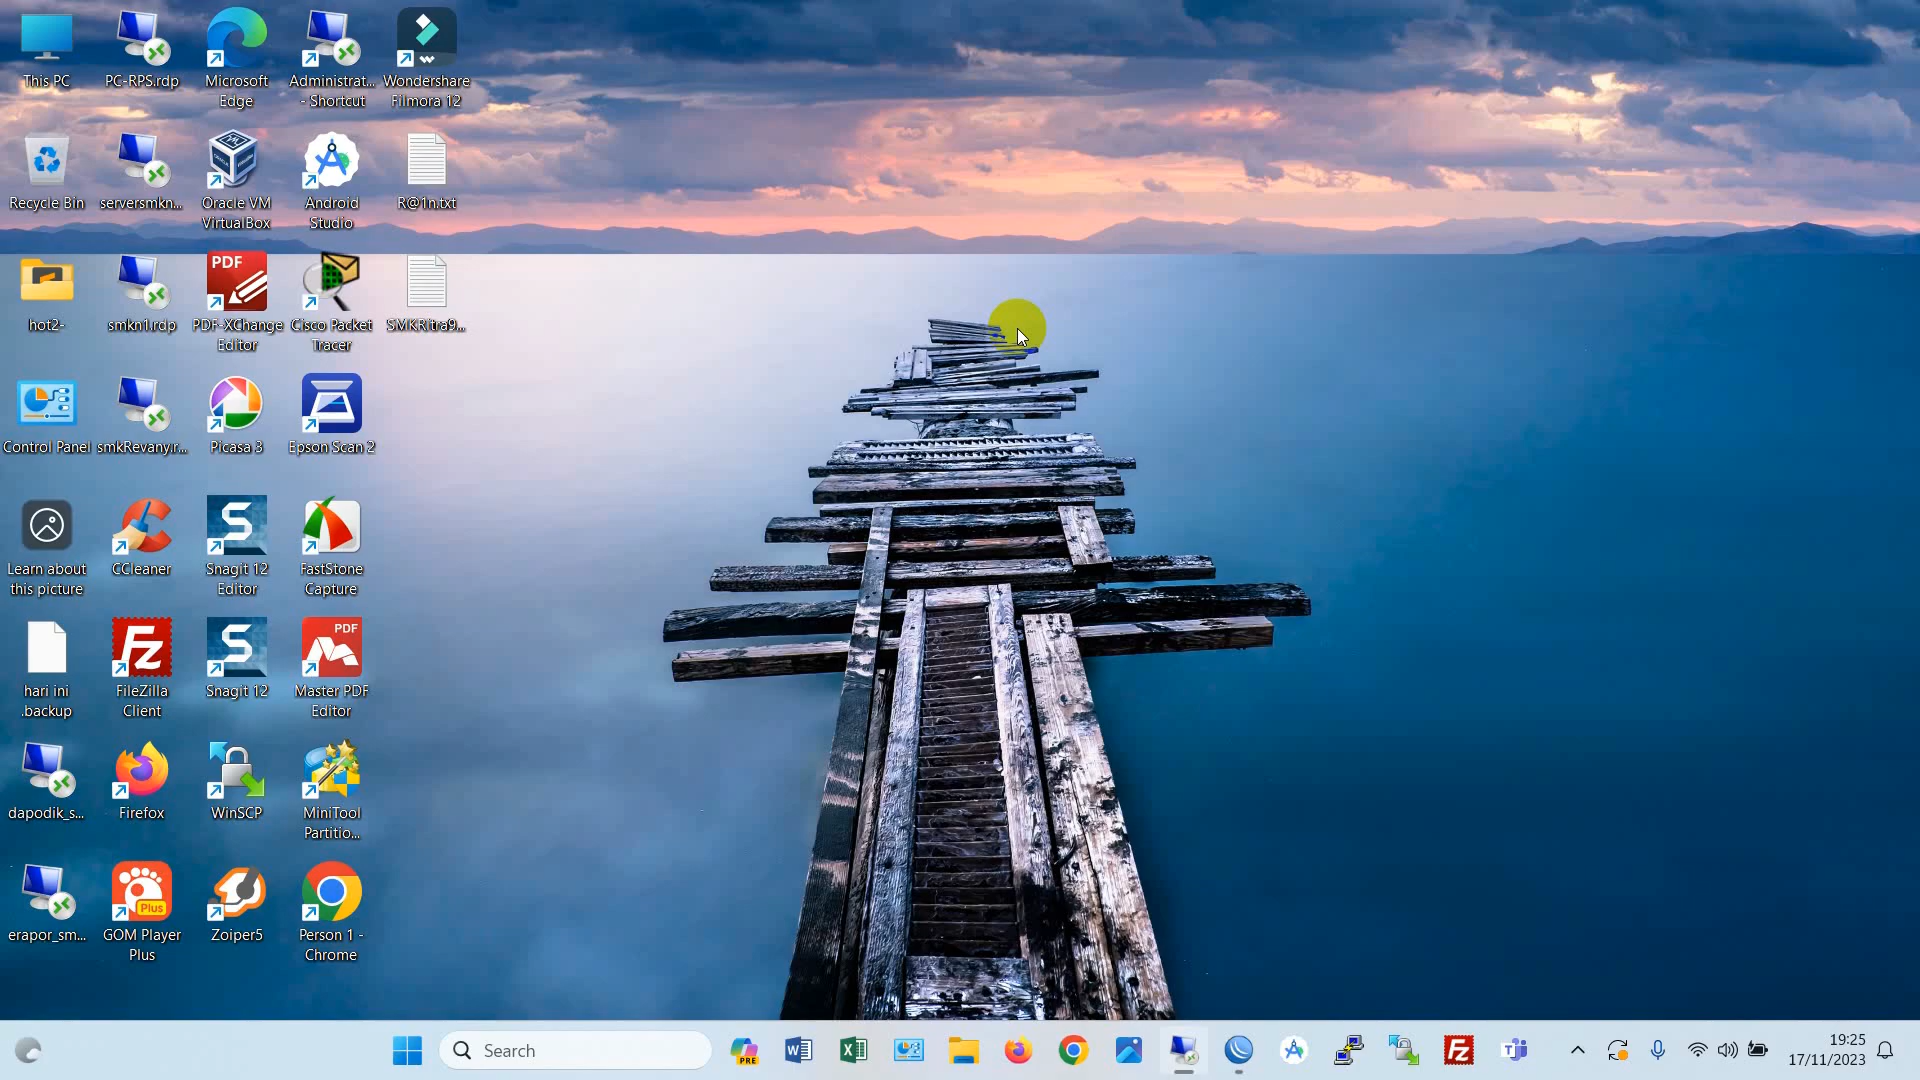 This PC
PC-RPS.rdp
Microsoft
Edge
Administrat...
- Shortcut
Wondershare
Filmora 12
Recycle Bin
serversmkn...
Oracle VM
VirtualBox
Android
Studio
R@1n.txt
PDF
hot2-
smkn1.rdp
PDF-XChange
Editor
Cisco Packet
Tracer
SMKRitra9...
Control Panel
smkRevany.r...
Picasa 3
Epson Scan 2
Learn about
this picture
CCleaner
Snagit 12
Editor
FastStone
Capture
PDF
hari ini
.backup
FileZilla
Client
Snagit 12
Master PDF
Editor
dapodik_s...
Firefox
WinSCP
MiniTool
Partitio...
Plus
erapor_sm...
GOM Player
Plus
Zoiper5
Person 1 -
Chrome
Search
PRE
19:25
17/11/2023